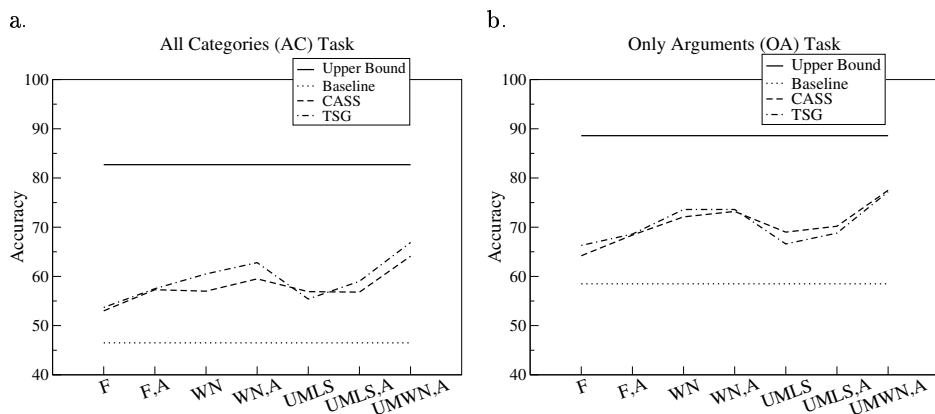 a.
All Categories (AC) Task
Upper Bound
Baseline
CASS
TSG
Accuracy
100
90
80
70
60
50
40
F
F,A
WN
WN,A
UMLS
UMLS,A
UMWN,A
b.
Only Arguments (OA) Task
Upper Bound
Baseline
CASS
TSG
Accuracy
100
90
80
70
60
50
40
F
F,A
WN
WN,A
UMLS
UMLS,A
UMWN,A